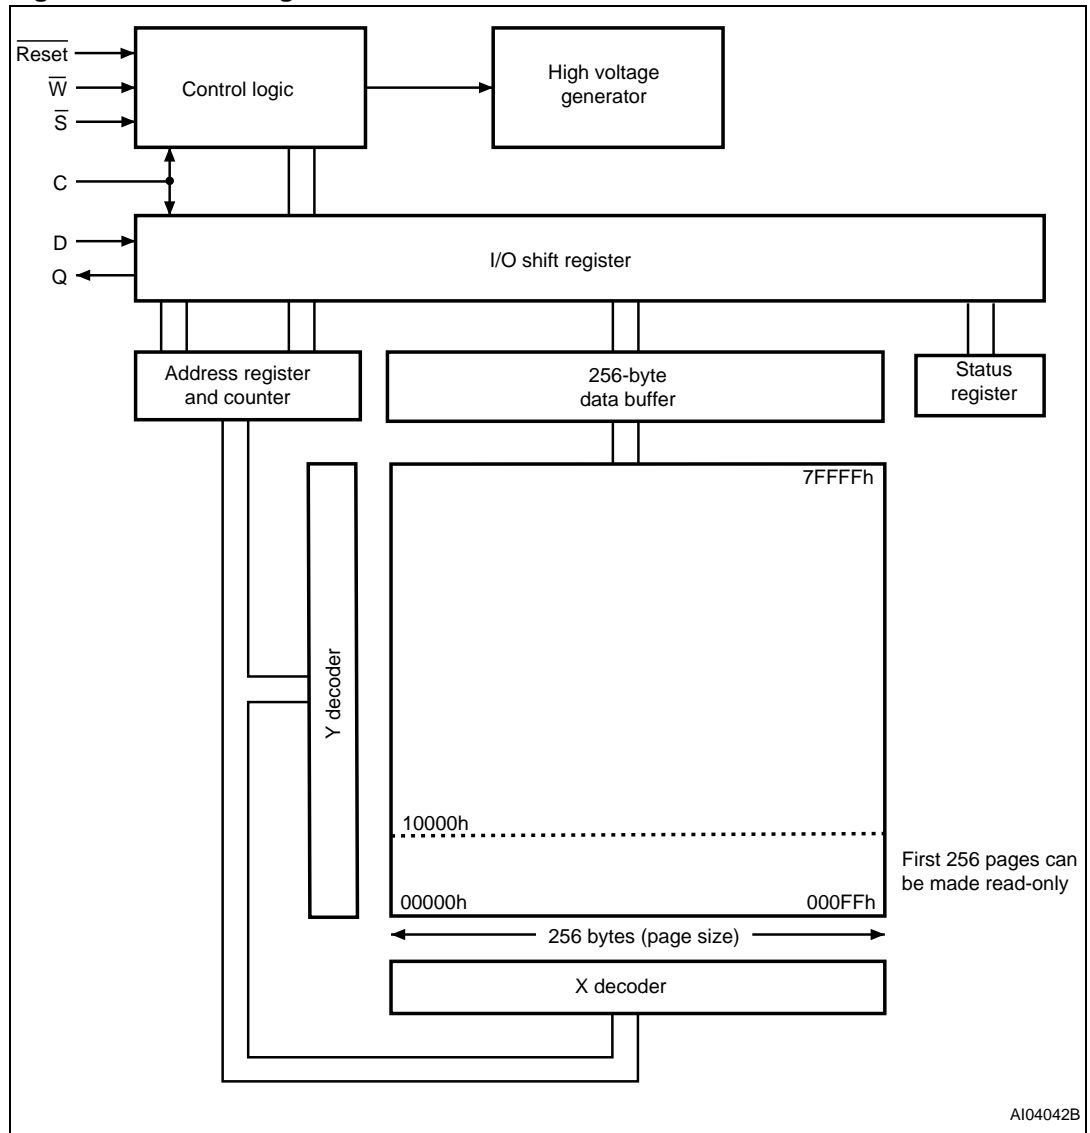 Reset
W
S
C
D
Q
Control logic
High voltage
generator
I/O shift register
Address register
and counter
256-byte
data buffer
Status
register
7FFFFh
Y decoder
10000h
First 256 pages can
be made read-only
00000h
000FFh
256 bytes (page size)
X decoder
AI04042B